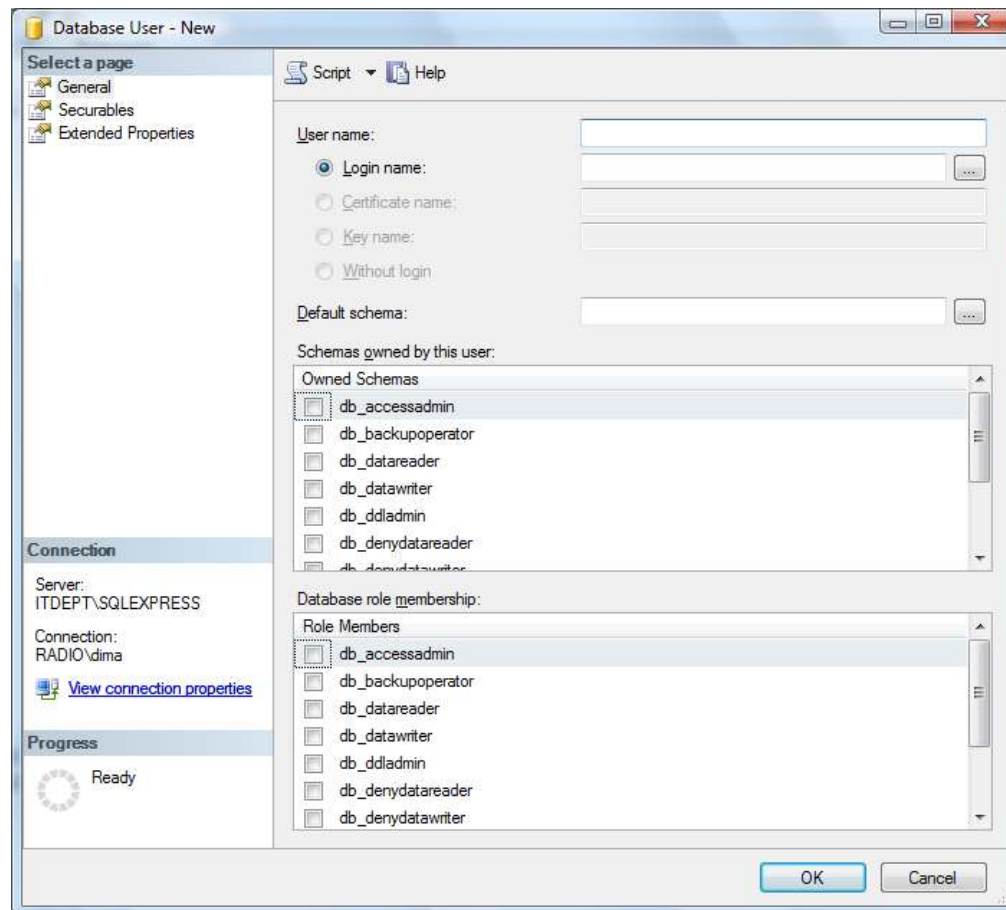 Database User - New
Select a page
General
Securables
Extended Properties
Script Help
User name:
Login name:
...
Certificate name:
Key name:
Without login
Default schema:
...
Schemas owned by this user:
Owned Schemas
db_accessadmin
db_backupoperator
db_datareader
db_datawriter
db_ddladmin
db_denydatareader
db_denydatawriter
Database role membership:
Role Members
db_accessadmin
db_backupoperator
db_datareader
db_datawriter
db_ddladmin
db_denydatareader
db_denydatawriter
Connection
Server:
ITDEPT\SQLEXPRESS
Connection:
RADIO\dima
View connection properties
Progress
Ready
OK
Cancel